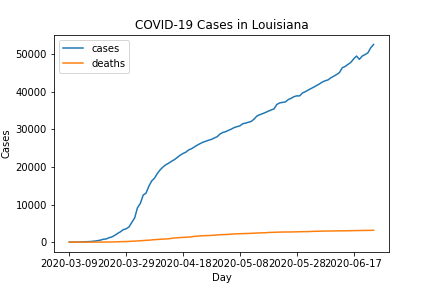 COVID-19 Cases in Louisiana
cases
deaths
50000
40000
30000
20000
10000
0
Cases
2020-03-09 2020-03-29 2020-04-18 2020-05-08 2020-05-28 2020-06-17
Day